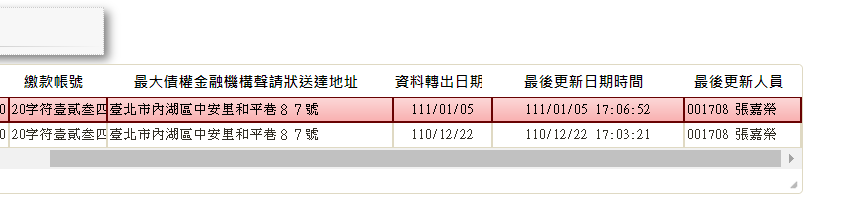 繳款帳號 最大債權金融機構聲請狀送達地址 資料轉出日期 最後更新日期時間 最後更新人員
0 20字符壹貳叁四 臺北市內湖區中安里和平巷８７號 111/01/05 111/01/05 17:06:52 001708 張嘉榮
0 20字符壹貳叁四 臺北市內湖區中安里和平巷８７號 110/12/22 110/12/22 17:03:21 001708 張嘉榮